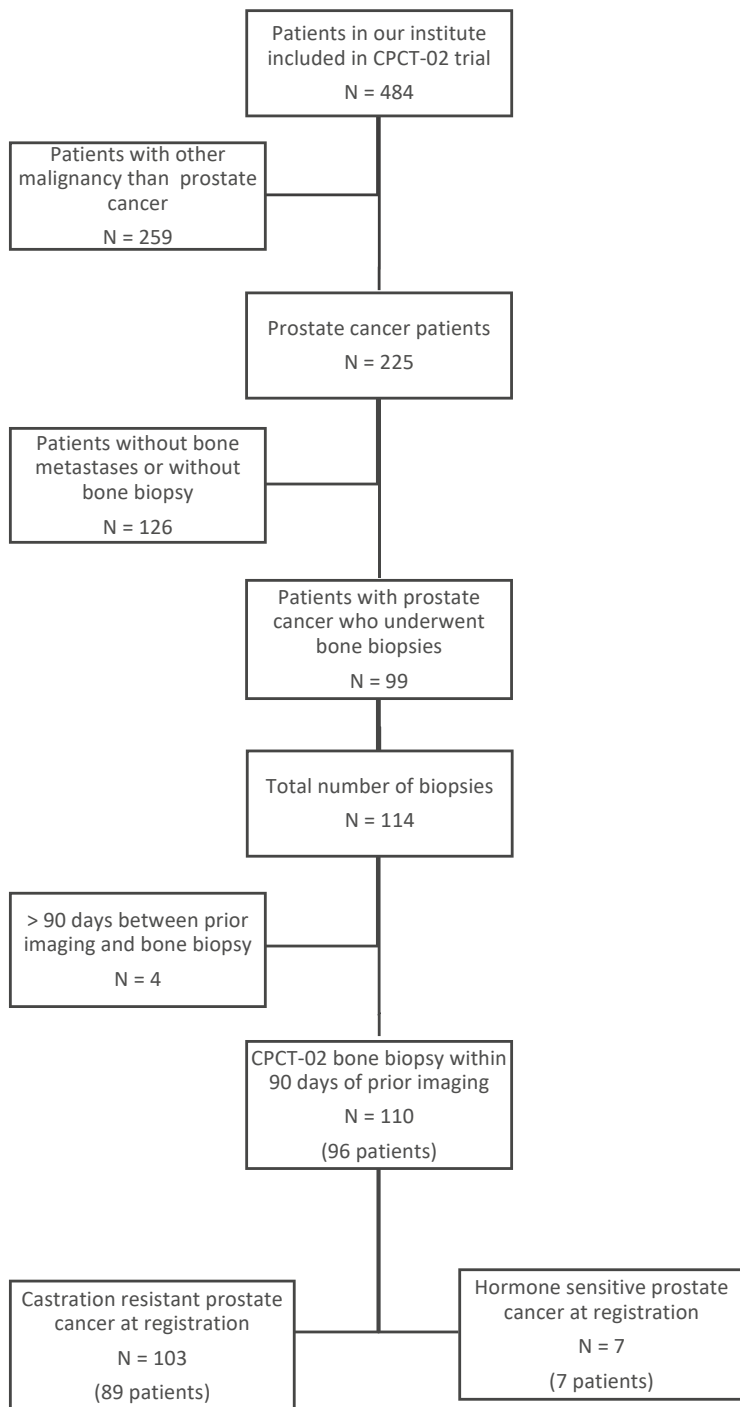 Patients in our institute
included in CPCT-02 trial
N = 484
Patients with other
malignancy than prostate
cancer
N = 259
Prostate cancer patients
N = 225
Patients without bone
metastases or without
bone biopsy
N = 126
Patients with prostate
cancer who underwent
bone biopsies
N = 99
Total number of biopsies
N = 114
> 90 days between prior
imaging and bone biopsy
N = 4
CPCT-02 bone biopsy within
90 days of prior imaging
N = 110
(96 patients)
Castration resistant prostate
cancer at registration
N = 103
(89 patients)
Hormone sensitive prostate
cancer at registration
N = 7
(7 patients)